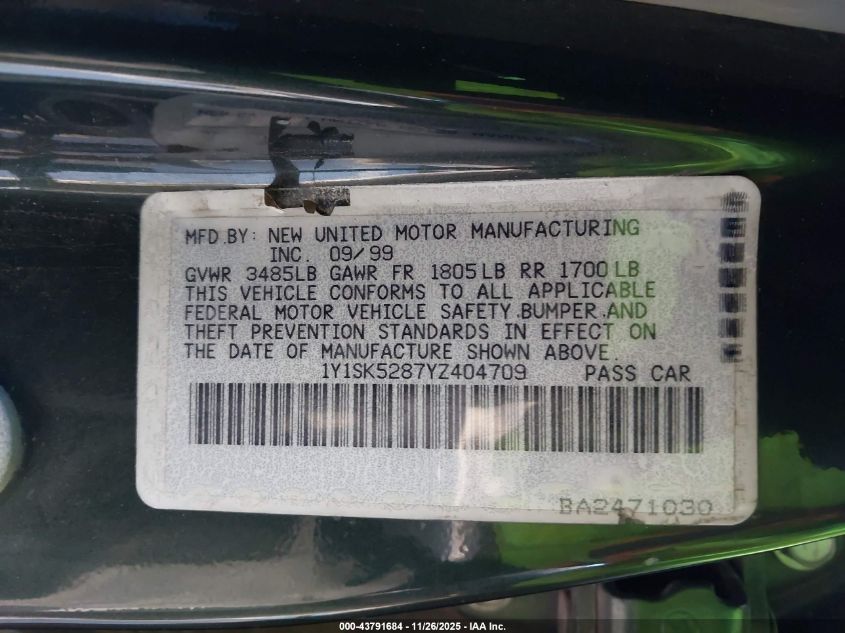 MFD.BY: NEW UNITED MOTOR MANUFACTURING
INC. 09/99
GVWR 3485LB GAWR FR 1805LB RR 1700LB
THIS VEHICLE CONFORMS TO ALL APPLICABLE
FEDERAL MOTOR VEHICLE SAFETY.BUMPER.AND
THEFT PREVENTION STANDARDS IN EFFECT ON
THE DATE OF MANUFACTURE SHOWN ABOVE.
1Y1SK5287YZ404709 PASS CAR
BA2471030
000-43791684 - 11/26/2025 - IAA Inc.